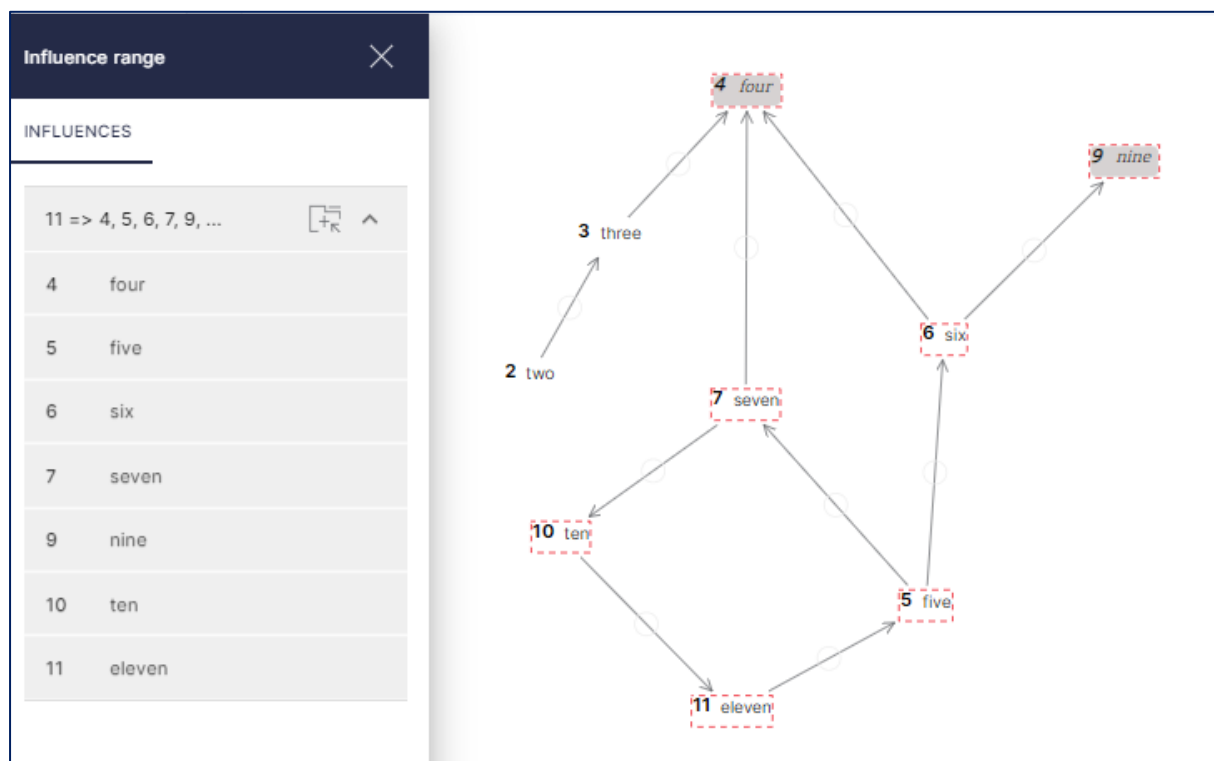 Influence range
INFLUENCES
11 => 4, 5, 6, 7, 9, ...
4 four
5 five
6 six
7 seven
9 nine
10 ten
11 eleven
4 four
9 nine
3 three
6 six
2 two
7 seven
10 ten
5 five
11 eleven